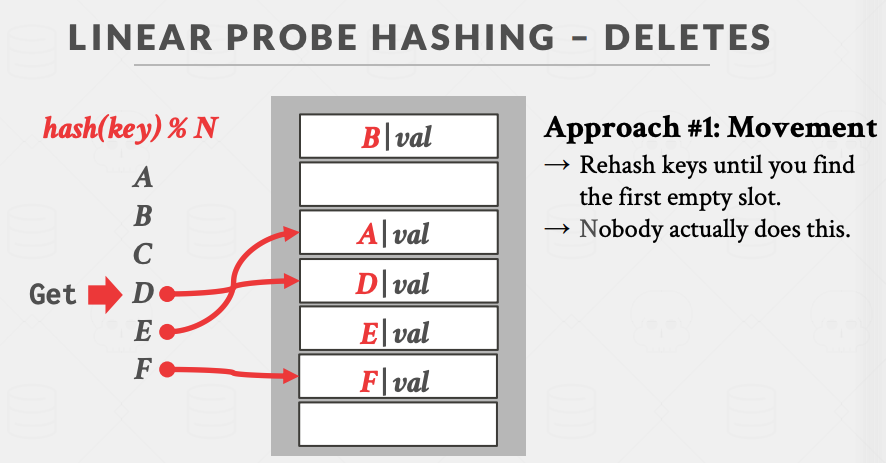 LINEAR PROBE HASHING – DELETES
hash(key) % N
A
B
C
Get D
E
F
B|val
A|val
D|val
E|val
F|val
Approach #1: Movement
→ Rehash keys until you find
the first empty slot.
→ Nobody actually does this.